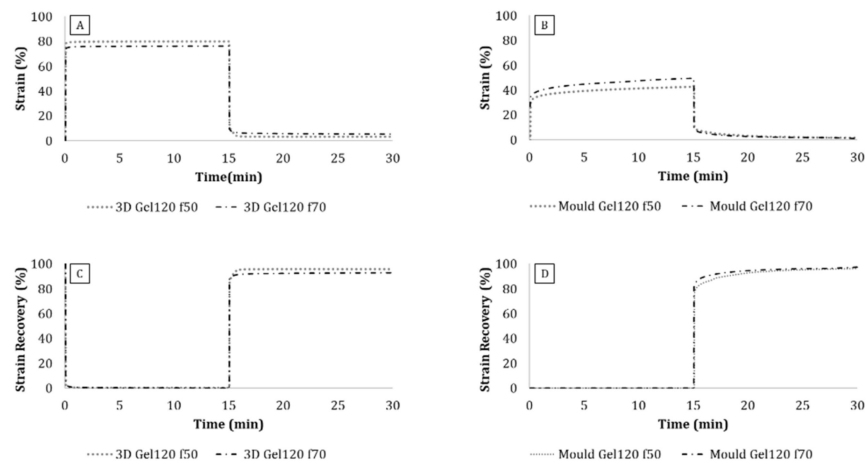 A
100
80
60
40
20
0
Strain (%)
0 5 10 15 20 25 30
Time(min)
3D Gel120 f50 3D Gel120 f70
B
100
80
60
40
20
0
Strain (%)
0 5 10 15 20 25 30
Time (min)
Mould Gel120 f50 Mould Gel120 f70
C
100
80
60
40
20
0
Strain Recovery (%)
0 5 10 15 20 25 30
Time (min)
3D Gel120 f50 3D Gel120 f70
D
100
80
60
40
20
0
Strain Recovery (%)
0 5 10 15 20 25 30
Time (min)
Mould Gel120 f50 Mould Gel120 f70